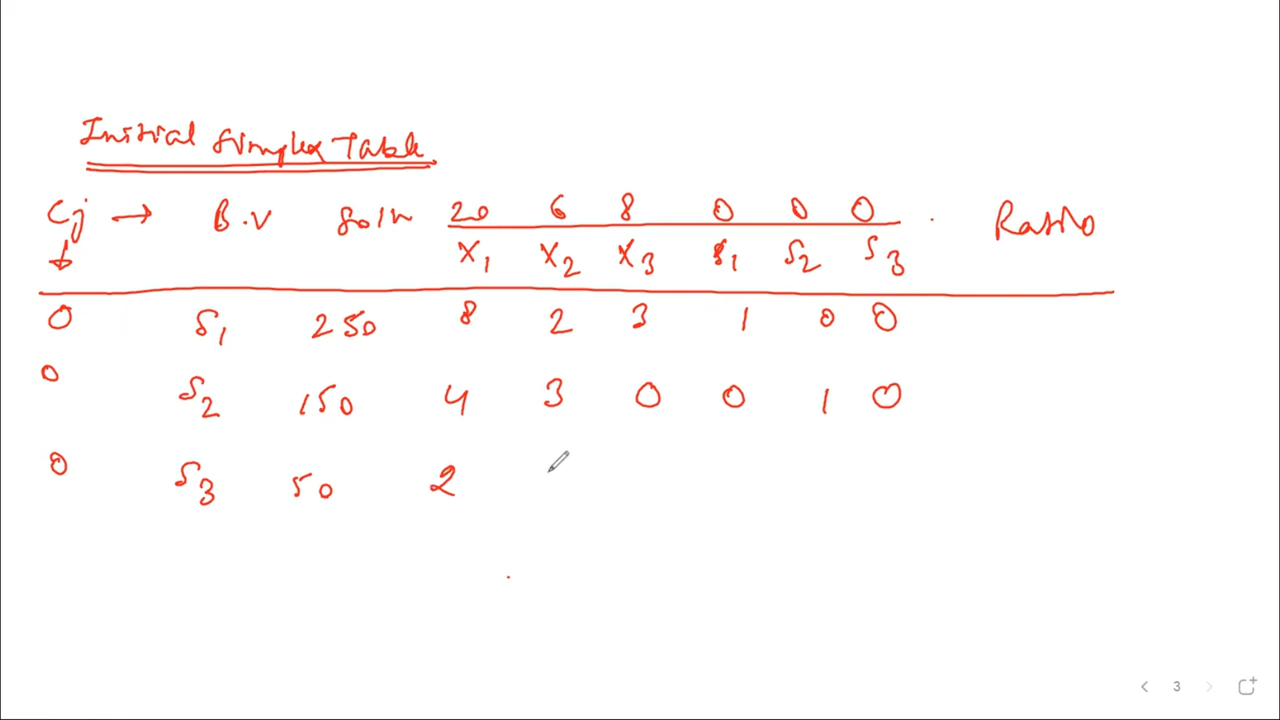 Initial Simplex Table
Cj → B.V Soln 20 6 8 0 0 0 Ratio
↓ X1 X2 X3 S1 S2 S3
0 S1 250 8 2 3 1 0 0
0 S2 150 4 3 0 0 1 0
0 S3 50 2
3